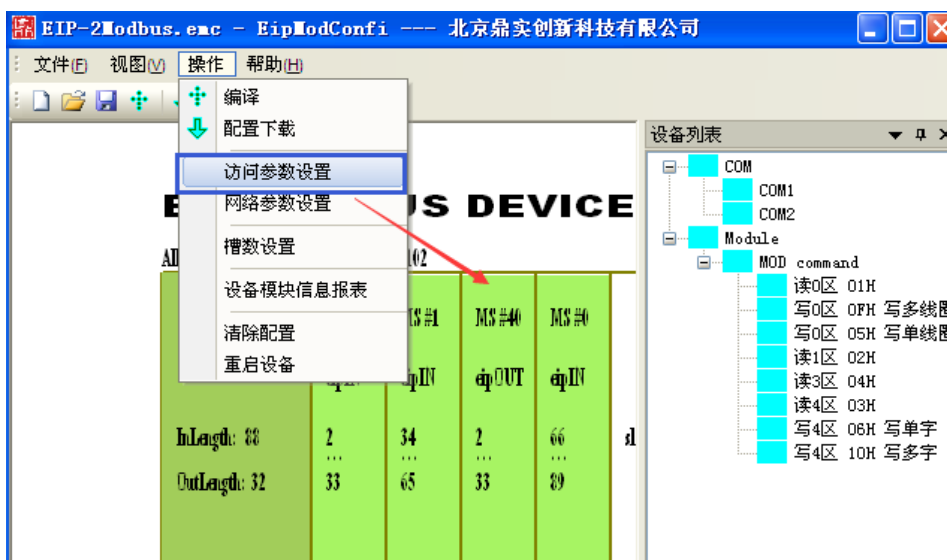 EIP-2Modbus.emc - EipModConfi --- 北京鼎实创新科技有限公司
文件(F) 视图(V) 操作 帮助(H)
编译
配置下载
访问参数设置
网络参数设置
槽数设置
设备模块信息报表
清除配置
重启设备
DEVICE
102
MS #1 MS #40 MS #0
eipIN eipOUT eipIN
InLength: 88 2 34 2 66
... ... ... ...
OutLength: 32 33 65 33 89
设备列表
COM
COM1
COM2
Module
MOD command
读0区 01H
写0区 0FH 写多线圈
写0区 05H 写单线圈
读1区 02H
读3区 04H
读4区 03H
写4区 06H 写单字
写4区 10H 写多字